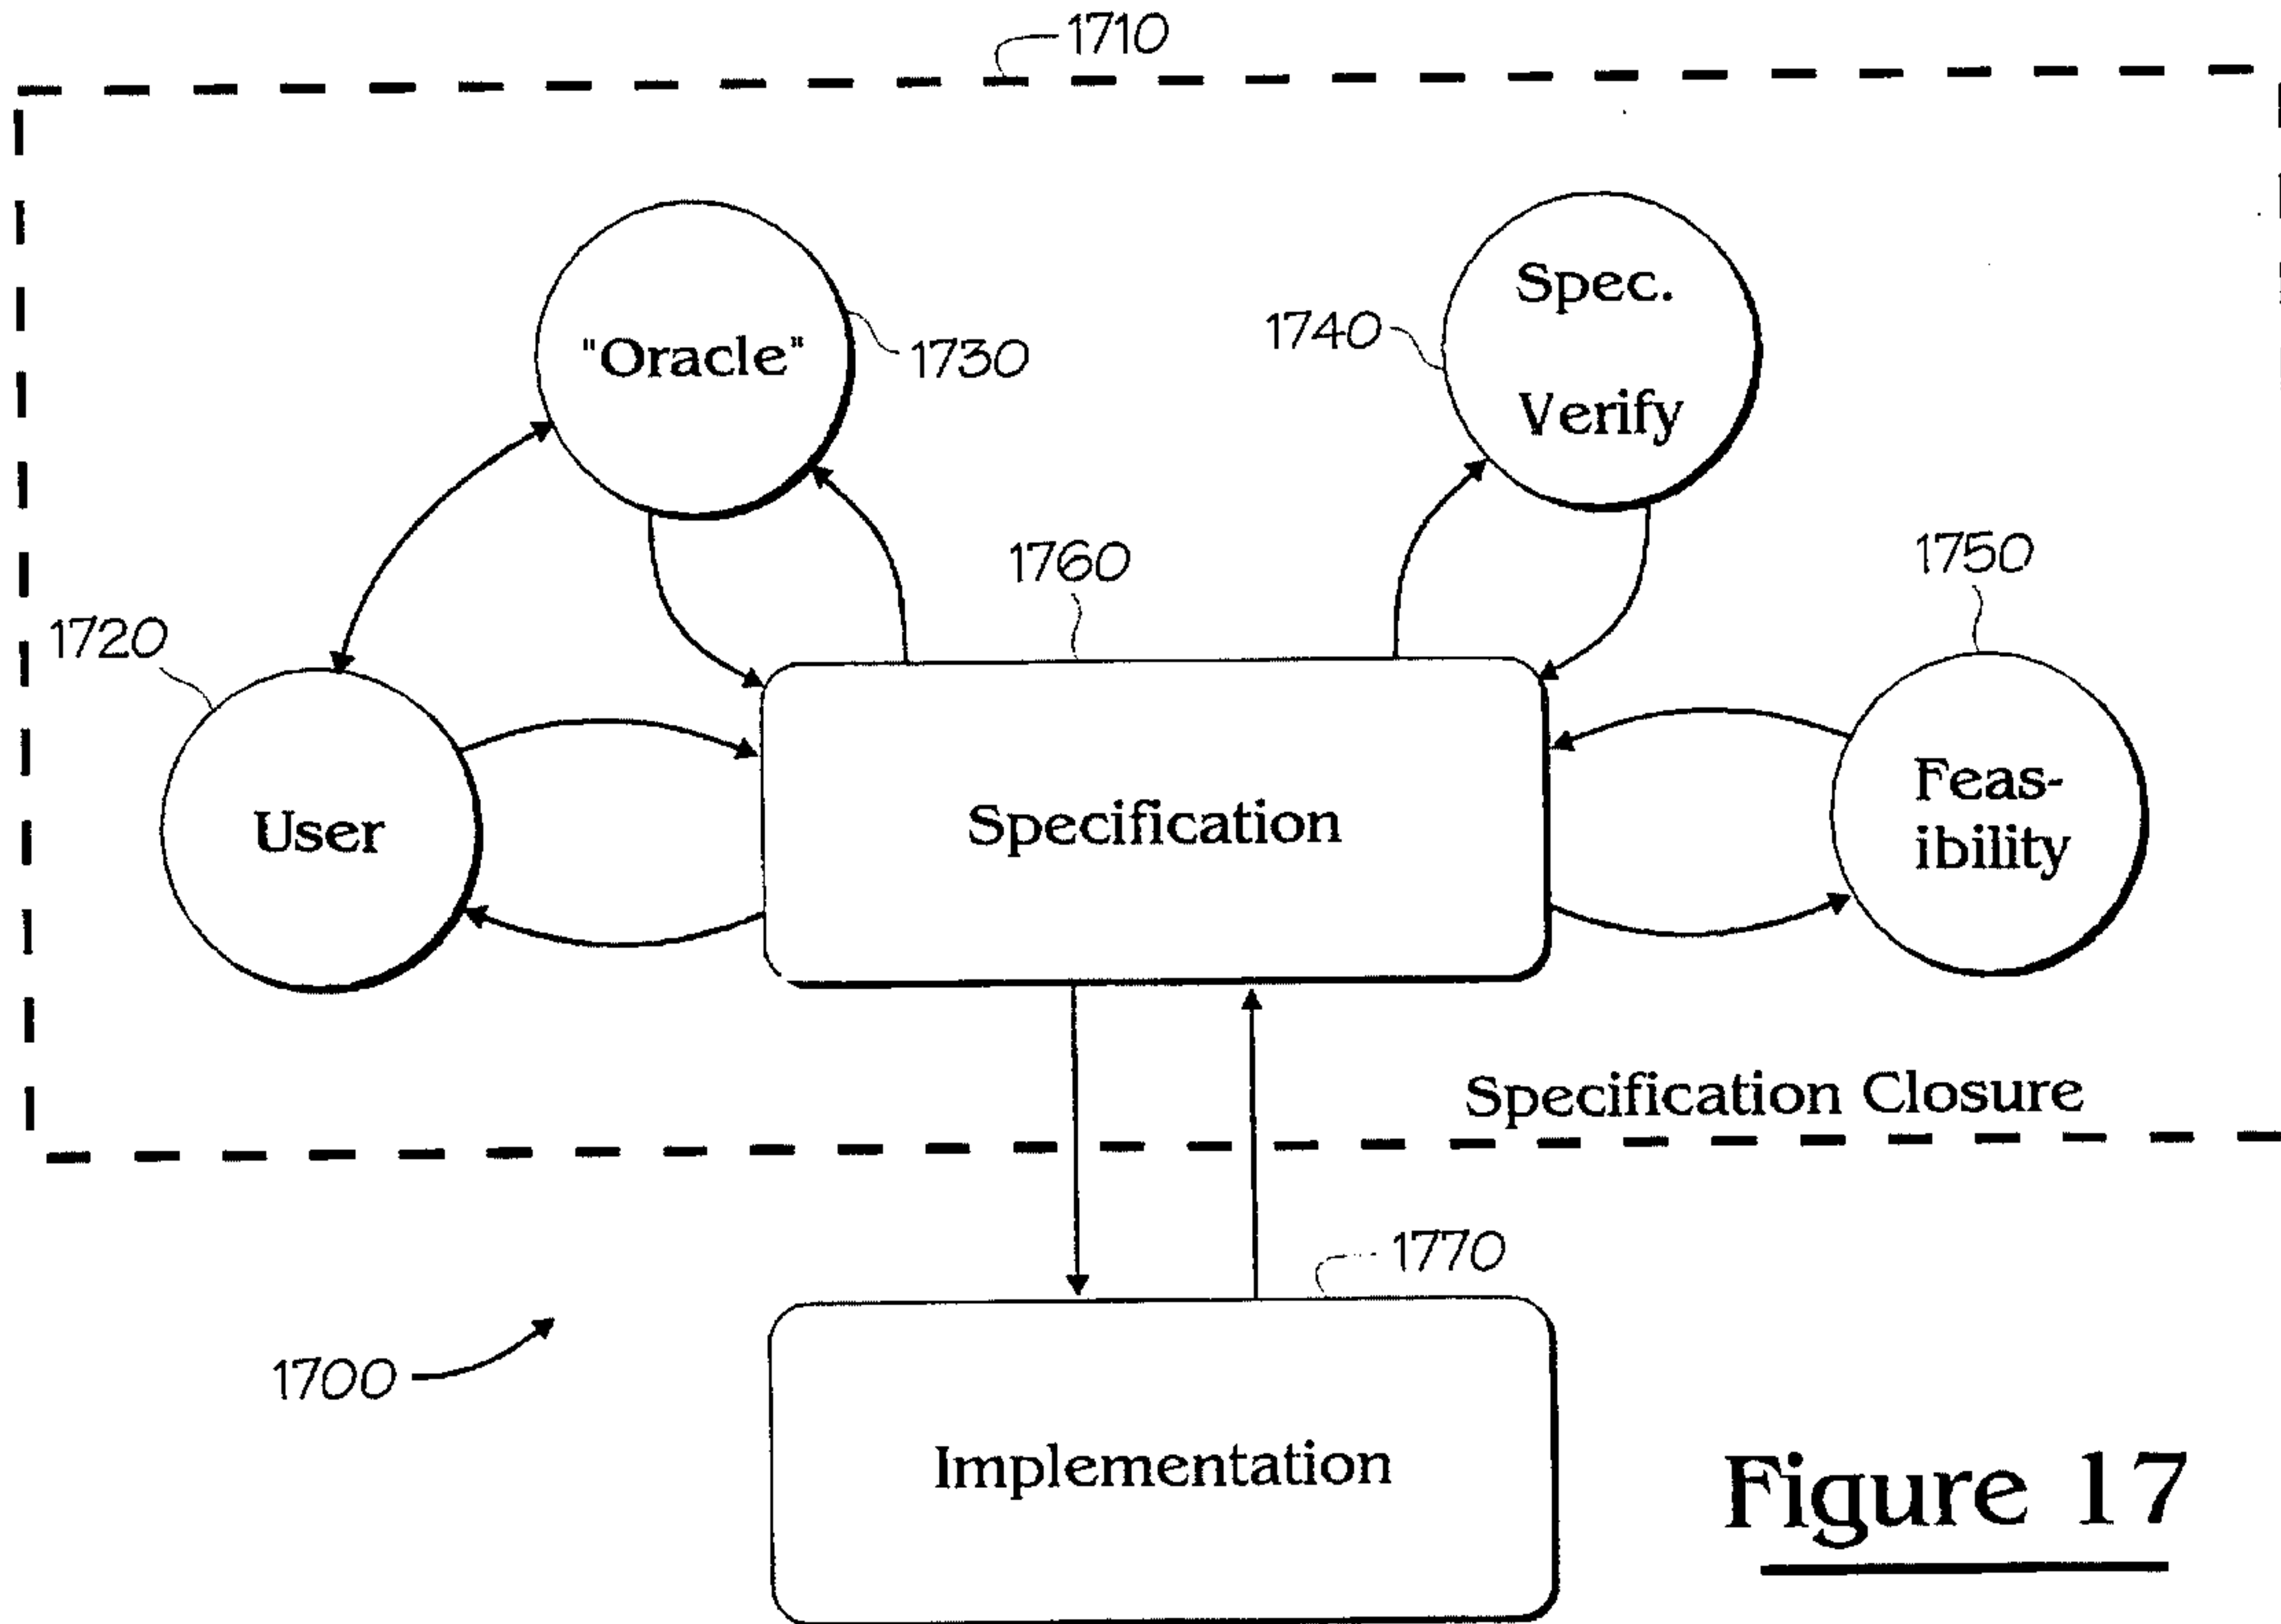 1710
"Oracle"
1730
1740
Spec.
Verify
1760
1750
1720
User
Specification
Feas-
ibility
Specification Closure
1770
1700
Implementation
Figure 17